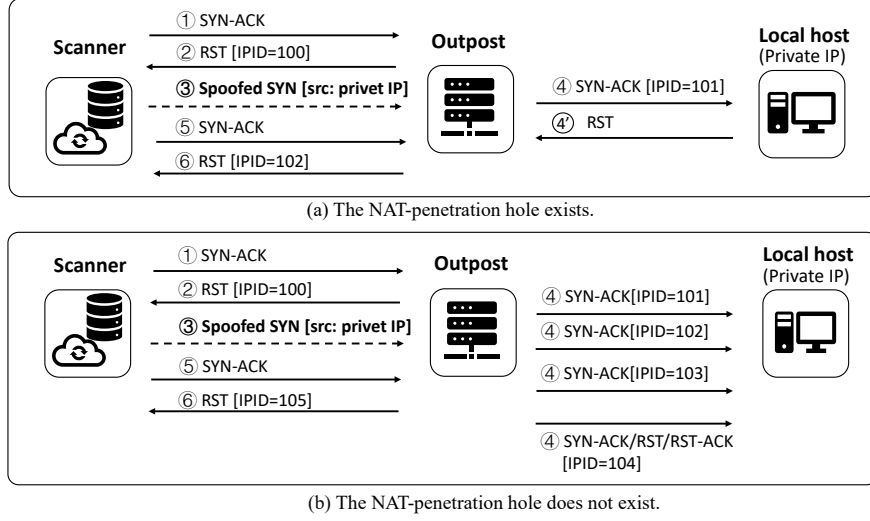 ① SYN-ACK
Scanner
② RST [IPID=100]
Outpost
Local host
(Private IP)
③ Spoofed SYN [src: privet IP]
④ SYN-ACK [IPID=101]
⑤ SYN-ACK
④' RST
⑥ RST [IPID=102]
(a) The NAT-penetration hole exists.
Scanner
① SYN-ACK
Outpost
Local host
(Private IP)
② RST [IPID=100]
④ SYN-ACK[IPID=101]
③ Spoofed SYN [src: privet IP]
④ SYN-ACK[IPID=102]
⑤ SYN-ACK
④ SYN-ACK[IPID=103]
⑥ RST [IPID=105]
④ SYN-ACK/RST/RST-ACK
[IPID=104]
(b) The NAT-penetration hole does not exist.